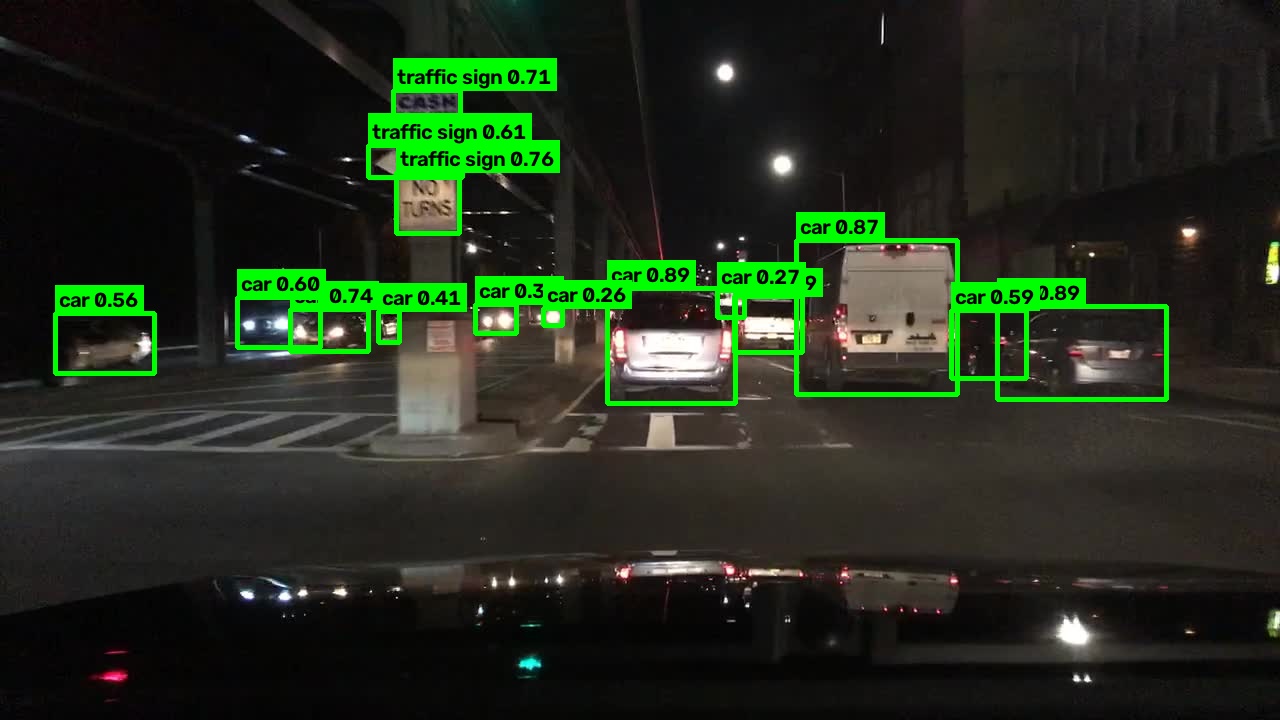 traffic sign 0.71
CASH
traffic sign 0.61
traffic sign 0.76
NO
TURNS
car 0.87
car 0.60
car 0.56
0.74
car 0.41
car 0.3
car 0.26
car 0.89
car 0.27
9
car 0.59
0.89